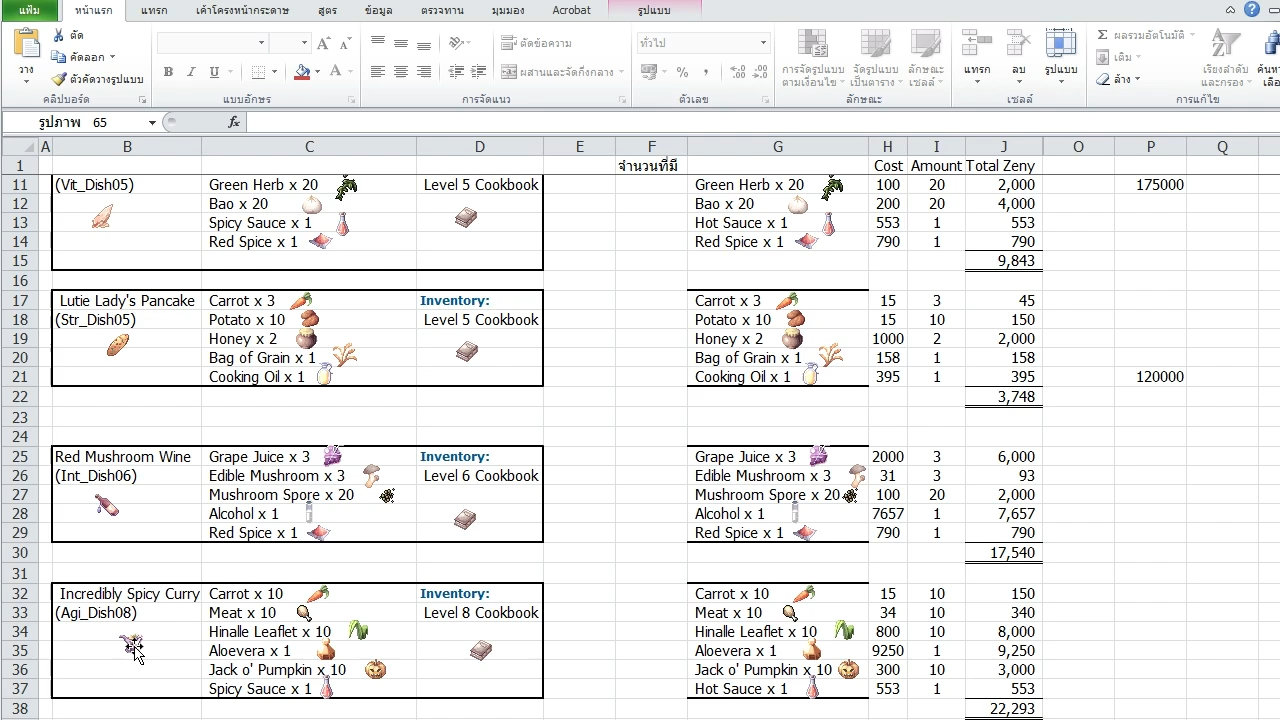 แฟ้ม หน้าแรก แทรก เค้าโครงหน้ากระดาษ สูตร ข้อมูล ตรวจทาน มุมมอง Acrobat รูปแบบ
วาง ตัด คัดลอก ตัวคัดวางรูปแบบ คลิปบอร์ด
B I U A แบบอักษร
ตัดข้อความ ผสานและจัดกึ่งกลาง การจัดแนว
ทั่วไป % , ตัวเลข
การจัดรูปแบบตามเงื่อนไข จัดรูปแบบเป็นตาราง ลักษณะเซลล์ ลักษณะ
แทรก ลบ รูปแบบ เซลล์
Σ ผลรวมอัตโนมัติ เติม ล้าง เรียงลำดับและกรอง การแก้ไข
รูปภาพ 65 fx
A B C D E F G H I J O P Q
1 จำนวนที่มี Cost Amount Total Zeny
11 (Vit_Dish05) Green Herb x 20 Level 5 Cookbook Green Herb x 20 100 20 2,000 175000
12 Bao x 20 Bao x 20 200 20 4,000
13 Spicy Sauce x 1 Hot Sauce x 1 553 1 553
14 Red Spice x 1 Red Spice x 1 790 1 790
15 9,843
16
17 Lutie Lady's Pancake Carrot x 3 Inventory: Carrot x 3 15 3 45
18 (Str_Dish05) Potato x 10 Level 5 Cookbook Potato x 10 15 10 150
19 Honey x 2 Honey x 2 1000 2 2,000
20 Bag of Grain x 1 Bag of Grain x 1 158 1 158
21 Cooking Oil x 1 Cooking Oil x 1 395 1 395 120000
22 3,748
23
24
25 Red Mushroom Wine Grape Juice x 3 Inventory: Grape Juice x 3 2000 3 6,000
26 (Int_Dish06) Edible Mushroom x 3 Level 6 Cookbook Edible Mushroom x 3 31 3 93
27 Mushroom Spore x 20 Mushroom Spore x 20 100 20 2,000
28 Alcohol x 1 Alcohol x 1 7657 1 7,657
29 Red Spice x 1 Red Spice x 1 790 1 790
30 17,540
31
32 Incredibly Spicy Curry Carrot x 10 Inventory: Carrot x 10 15 10 150
33 (Agi_Dish08) Meat x 10 Level 8 Cookbook Meat x 10 34 10 340
34 Hinalle Leaflet x 10 Hinalle Leaflet x 10 800 10 8,000
35 Aloevera x 1 Aloevera x 1 9250 1 9,250
36 Jack o' Pumpkin x 10 Jack o' Pumpkin x 10 300 10 3,000
37 Spicy Sauce x 1 Hot Sauce x 1 553 1 553
38 22,293